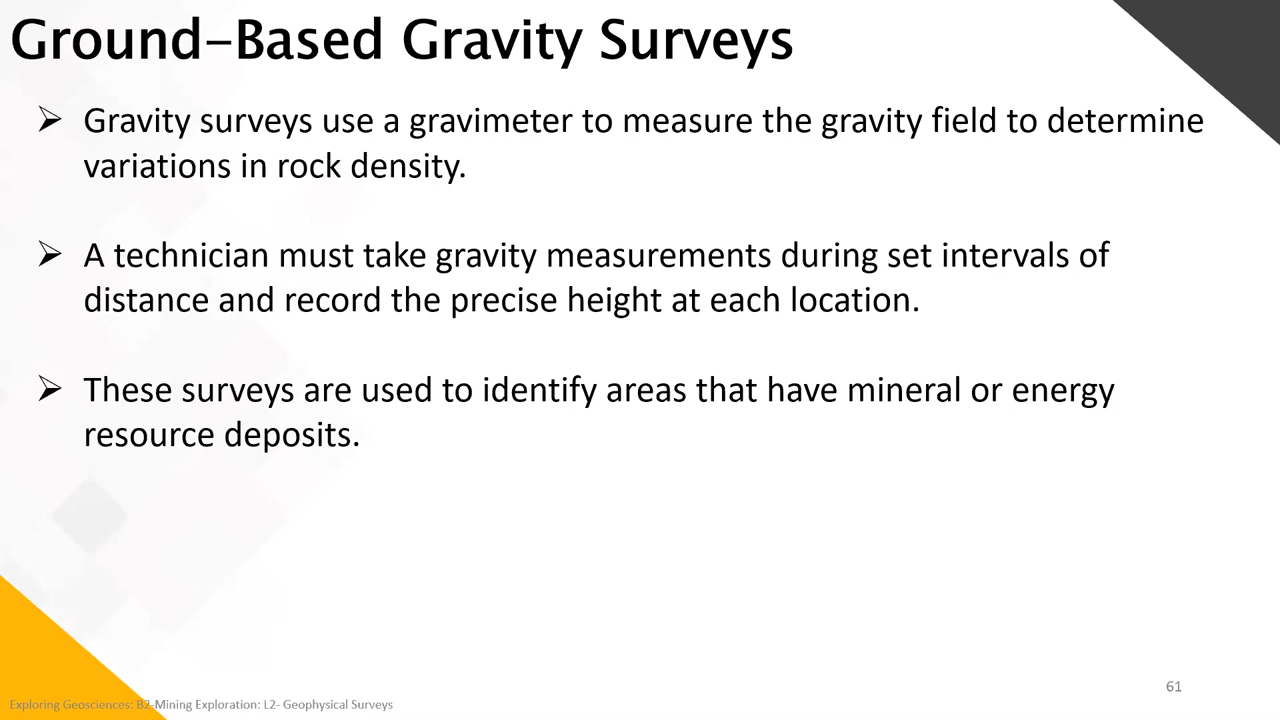 Ground-Based Gravity Surveys
➢ Gravity surveys use a gravimeter to measure the gravity field to determine
variations in rock density.
➢ A technician must take gravity measurements during set intervals of
distance and record the precise height at each location.
➢ These surveys are used to identify areas that have mineral or energy
resource deposits.
61
Exploring Geosciences: B2-Mining Exploration: L2- Geophysical Surveys